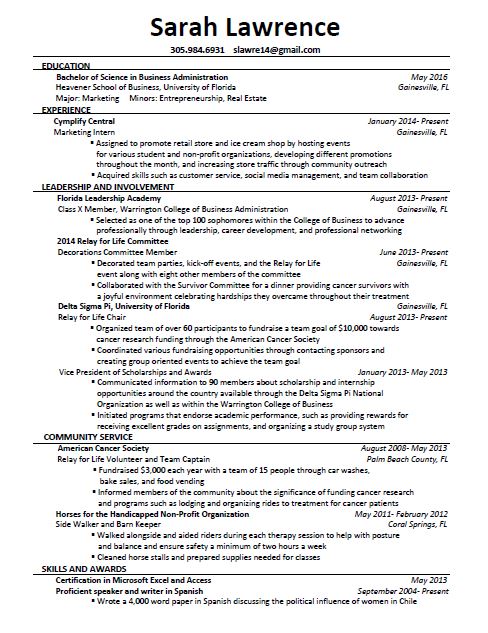 Sarah Lawrence
305.984.6931 slawre14@gmail.com
EDUCATION
Bachelor of Science in Business Administration May 2016
Heavener School of Business, University of Florida Gainesville, FL
Major: Marketing Minors: Entrepreneurship, Real Estate
EXPERIENCE
Cymplify Central January 2014- Present
Marketing Intern Gainesville, FL
▪ Assigned to promote retail store and ice cream shop by hosting events
for various student and non-profit organizations, developing different promotions
throughout the month, and increasing store traffic through community outreach
▪ Acquired skills such as customer service, social media management, and team collaboration
LEADERSHIP AND INVOLVEMENT
Florida Leadership Academy August 2013- Present
Class X Member, Warrington College of Business Administration Gainesville, FL
▪ Selected as one of the top 100 sophomores within the College of Business to advance
professionally through leadership, career development, and professional networking
2014 Relay for Life Committee
Decorations Committee Member June 2013- Present
▪ Decorated team parties, kick-off events, and the Relay for Life Gainesville, FL
event along with eight other members of the committee
▪ Collaborated with the Survivor Committee for a dinner providing cancer survivors with
a joyful environment celebrating hardships they overcame throughout their treatment
Delta Sigma Pi, University of Florida Gainesville, FL
Relay for Life Chair August 2013- Present
▪ Organized team of over 60 participants to fundraise a team goal of $10,000 towards
cancer research funding through the American Cancer Society
▪ Coordinated various fundraising opportunities through contacting sponsors and
creating group oriented events to achieve the team goal
Vice President of Scholarships and Awards January 2013- May 2013
▪ Communicated information to 90 members about scholarship and internship
opportunities around the country available through the Delta Sigma Pi National
Organization as well as within the Warrington College of Business
▪ Initiated programs that endorse academic performance, such as providing rewards for
receiving excellent grades on assignments, and organizing a study group system
COMMUNITY SERVICE
American Cancer Society August 2008- May 2013
Relay for Life Volunteer and Team Captain Palm Beach County, FL
▪ Fundraised $3,000 each year with a team of 15 people through car washes,
bake sales, and food vending
▪ Informed members of the community about the significance of funding cancer research
and programs such as lodging and organizing rides to treatment for cancer patients
Horses for the Handicapped Non-Profit Organization May 2011- February 2012
Side Walker and Barn Keeper Coral Springs, FL
▪ Walked alongside and aided riders during therapy session to help with posture
and balance and ensure safety a minimum of two hours a week
▪ Cleaned horse stalls and prepared supplies needed for classes
SKILLS AND AWARDS
Certification in Microsoft Excel and Access May 2013
Proficient speaker and writer in Spanish September 2004- Present
▪ Wrote a 4,000 word paper in Spanish discussing the political influence of women in Chile